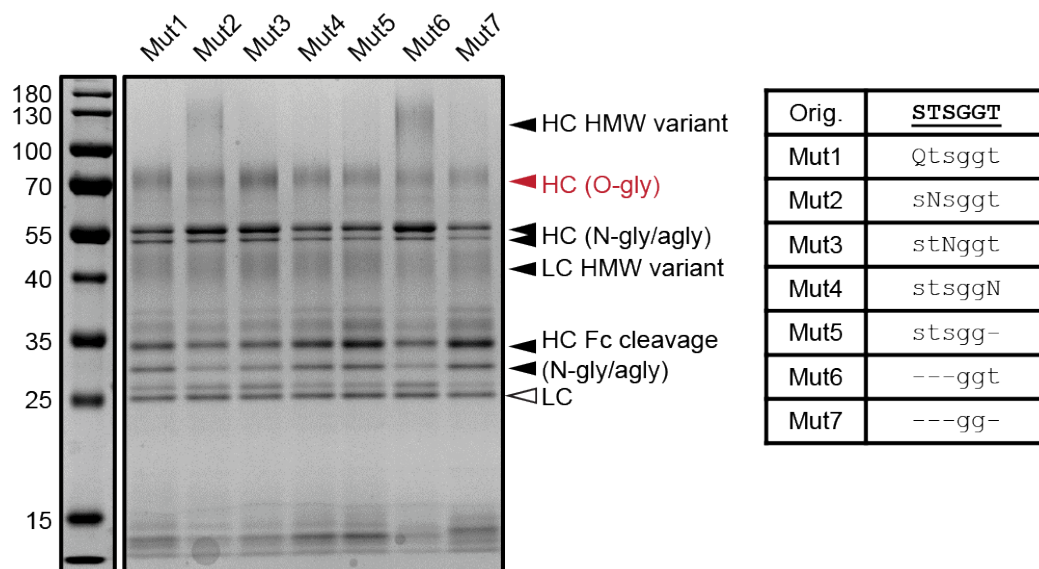 Mut1 Mut2 Mut3 Mut4 Mut5 Mut6 Mut7
180
130
100
70
55
40
35
25
15
HC HMW variant
HC (O-gly)
HC (N-gly/agly)
LC HMW variant
HC Fc cleavage
(N-gly/agly)
LC
Orig. STSGGT
Mut1 Qtsggt
Mut2 sNsggt
Mut3 stNggt
Mut4 stsggN
Mut5 stsgg-
Mut6 ---ggt
Mut7 ---gg-